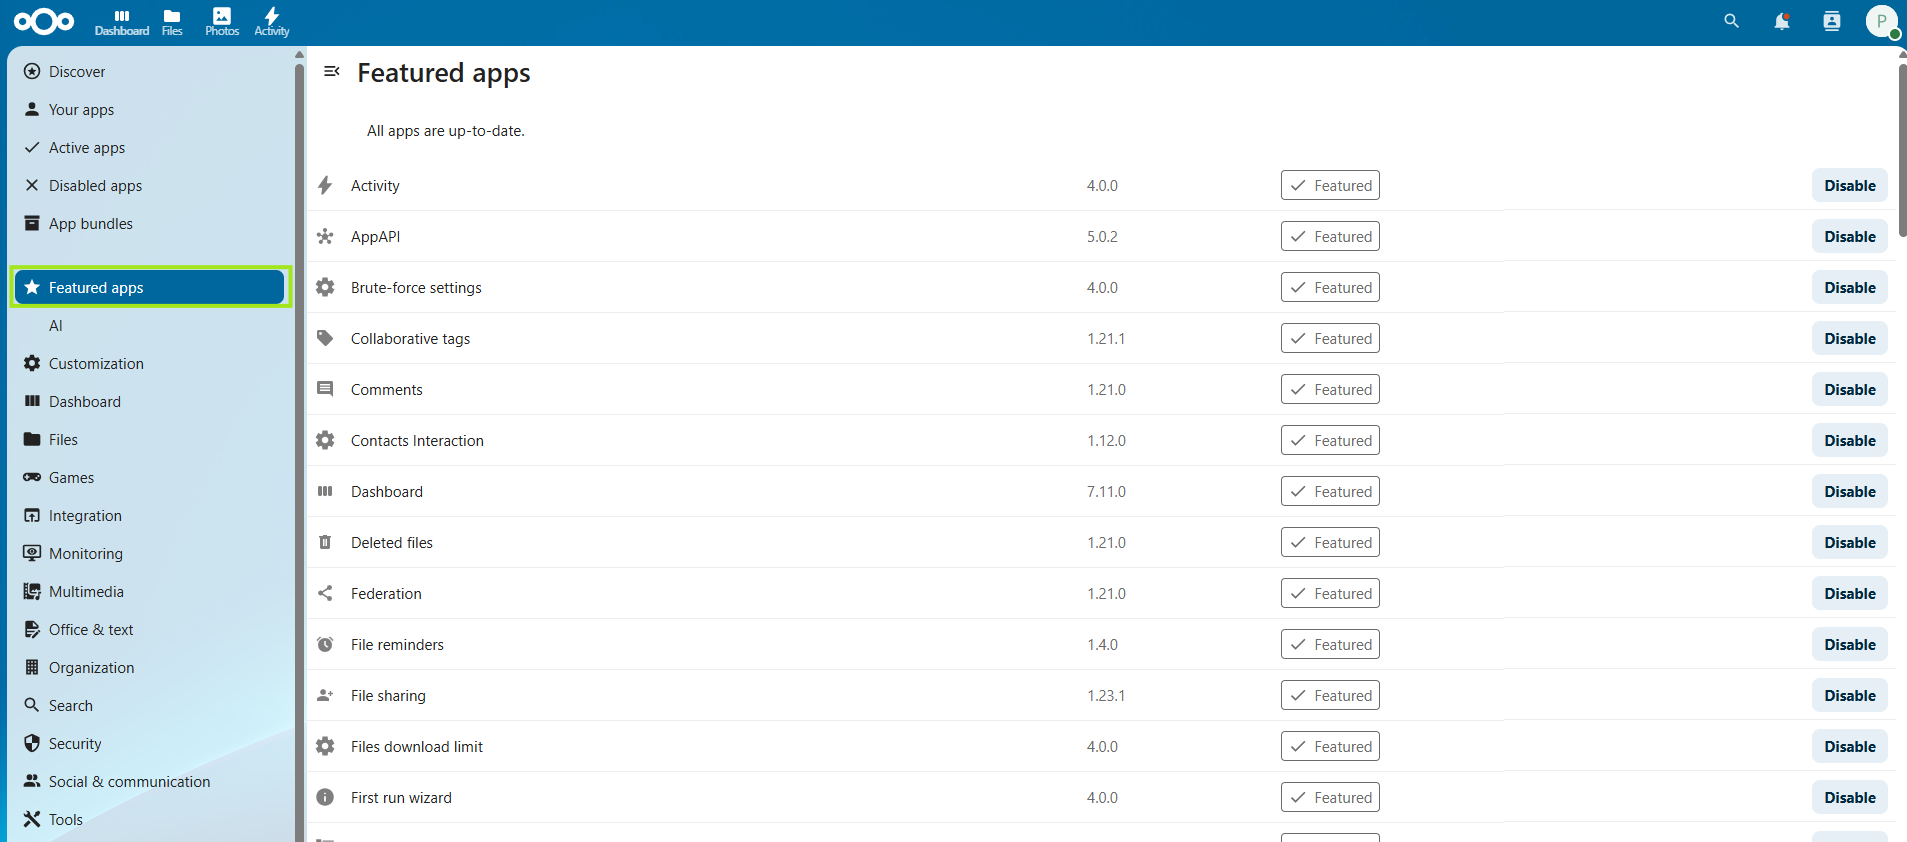 Dashboard Files Photos Activity
P
Discover
Your apps
Active apps
Disabled apps
App bundles
Featured apps
AI
Customization
Dashboard
Files
Games
Integration
Monitoring
Multimedia
Office & text
Organization
Search
Security
Social & communication
Tools
Featured apps
All apps are up-to-date.
Activity 4.0.0 Featured Disable
AppAPI 5.0.2 Featured Disable
Brute-force settings 4.0.0 Featured Disable
Collaborative tags 1.21.1 Featured Disable
Comments 1.21.0 Featured Disable
Contacts Interaction 1.12.0 Featured Disable
Dashboard 7.11.0 Featured Disable
Deleted files 1.21.0 Featured Disable
Federation 1.21.0 Featured Disable
File reminders 1.4.0 Featured Disable
File sharing 1.23.1 Featured Disable
Files download limit 4.0.0 Featured Disable
First run wizard 4.0.0 Featured Disable